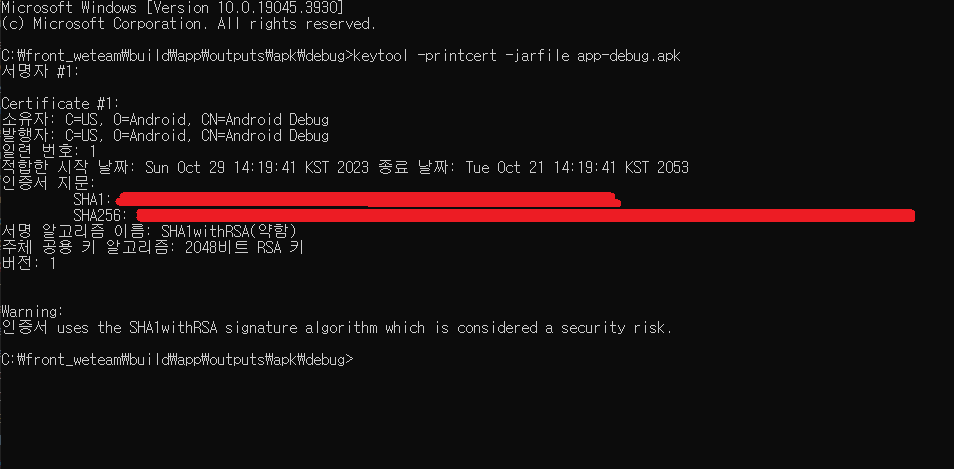 Microsoft Windows [Version 10.0.19045.3930]
(c) Microsoft Corporation. All rights reserved.
C:₩front_weteam₩build₩app₩outputs₩apk₩debug>keytool -printcert -jarfile app-debug.apk
서명자 #1:
Certificate #1:
소유자: C=US, O=Android, CN=Android Debug
발행자: C=US, O=Android, CN=Android Debug
일련 번호: 1
적합한 시작 날짜: Sun Oct 29 14:19:41 KST 2023 종료 날짜: Tue Oct 21 14:19:41 KST 2053
인증서 지문:
SHA1:
SHA256:
서명 알고리즘 이름: SHA1withRSA(약함)
주체 공용 키 알고리즘: 2048비트 RSA 키
버전: 1
Warning:
인증서 uses the SHA1withRSA signature algorithm which is considered a security risk.
C:₩front_weteam₩build₩app₩outputs₩apk₩debug>